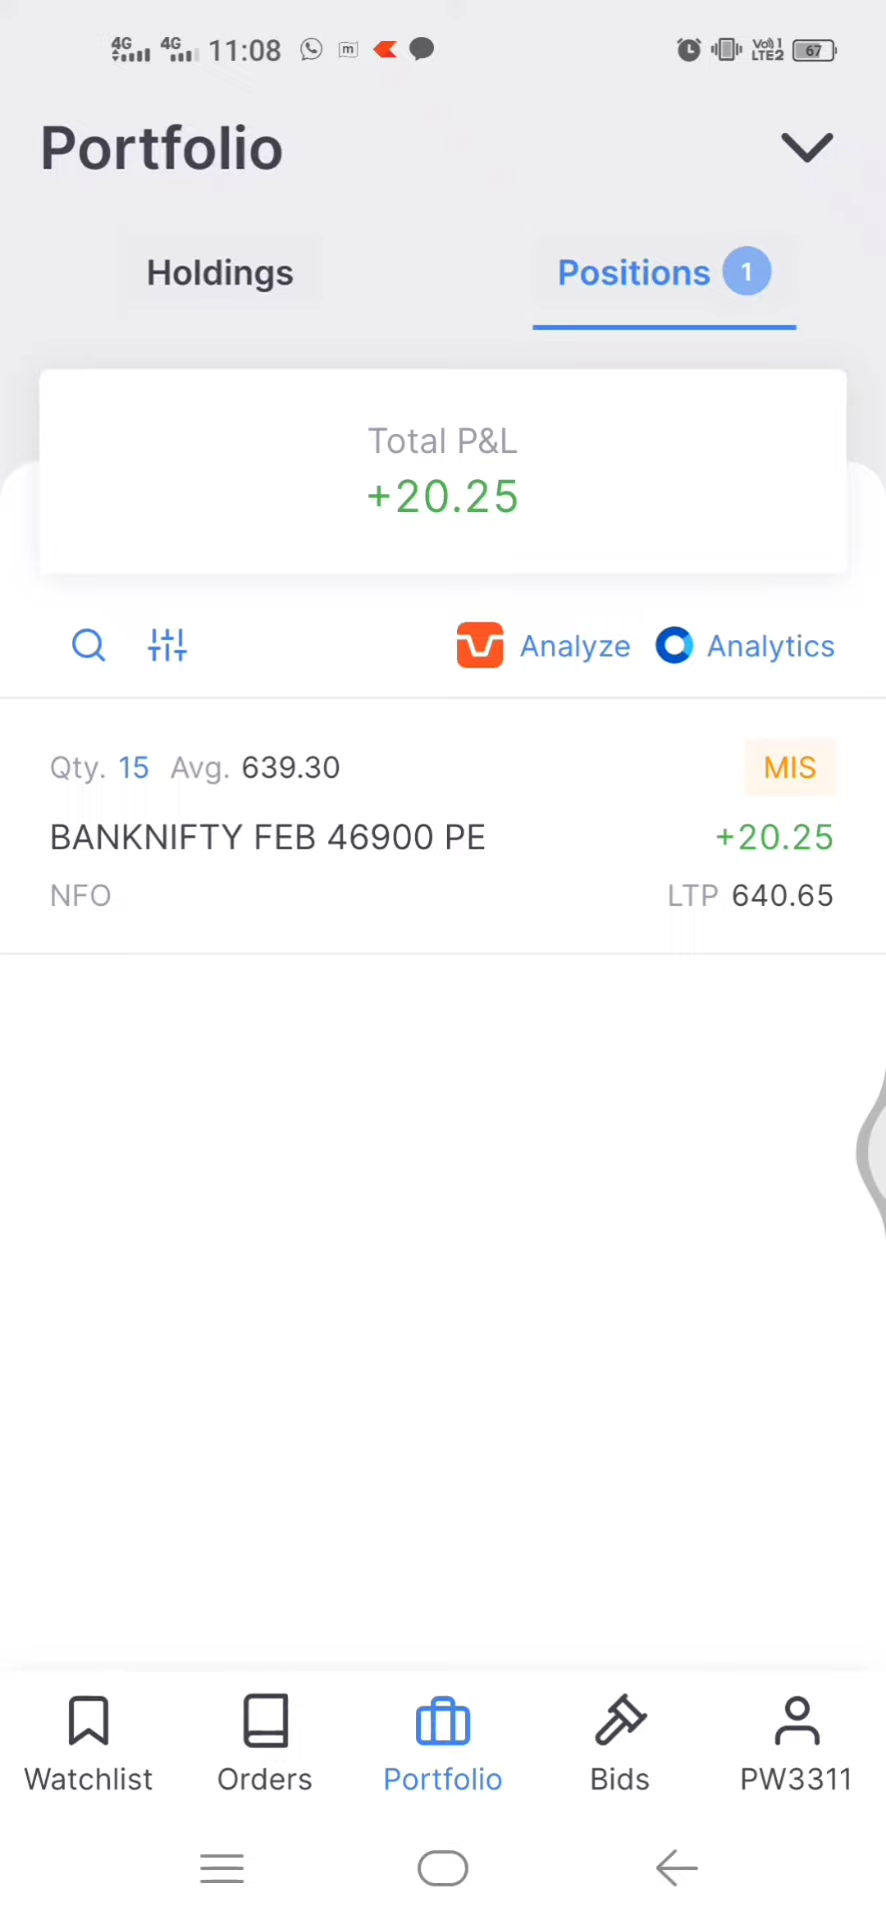 4G 4G 11:08 m Vo) 1 LTE2 67
Portfolio
Holdings Positions 1
Total P&L
+20.25
Analyze Analytics
Qty. 15 Avg. 639.30 MIS
BANKNIFTY FEB 46900 PE +20.25
NFO LTP 640.65
Watchlist Orders Portfolio Bids PW3311